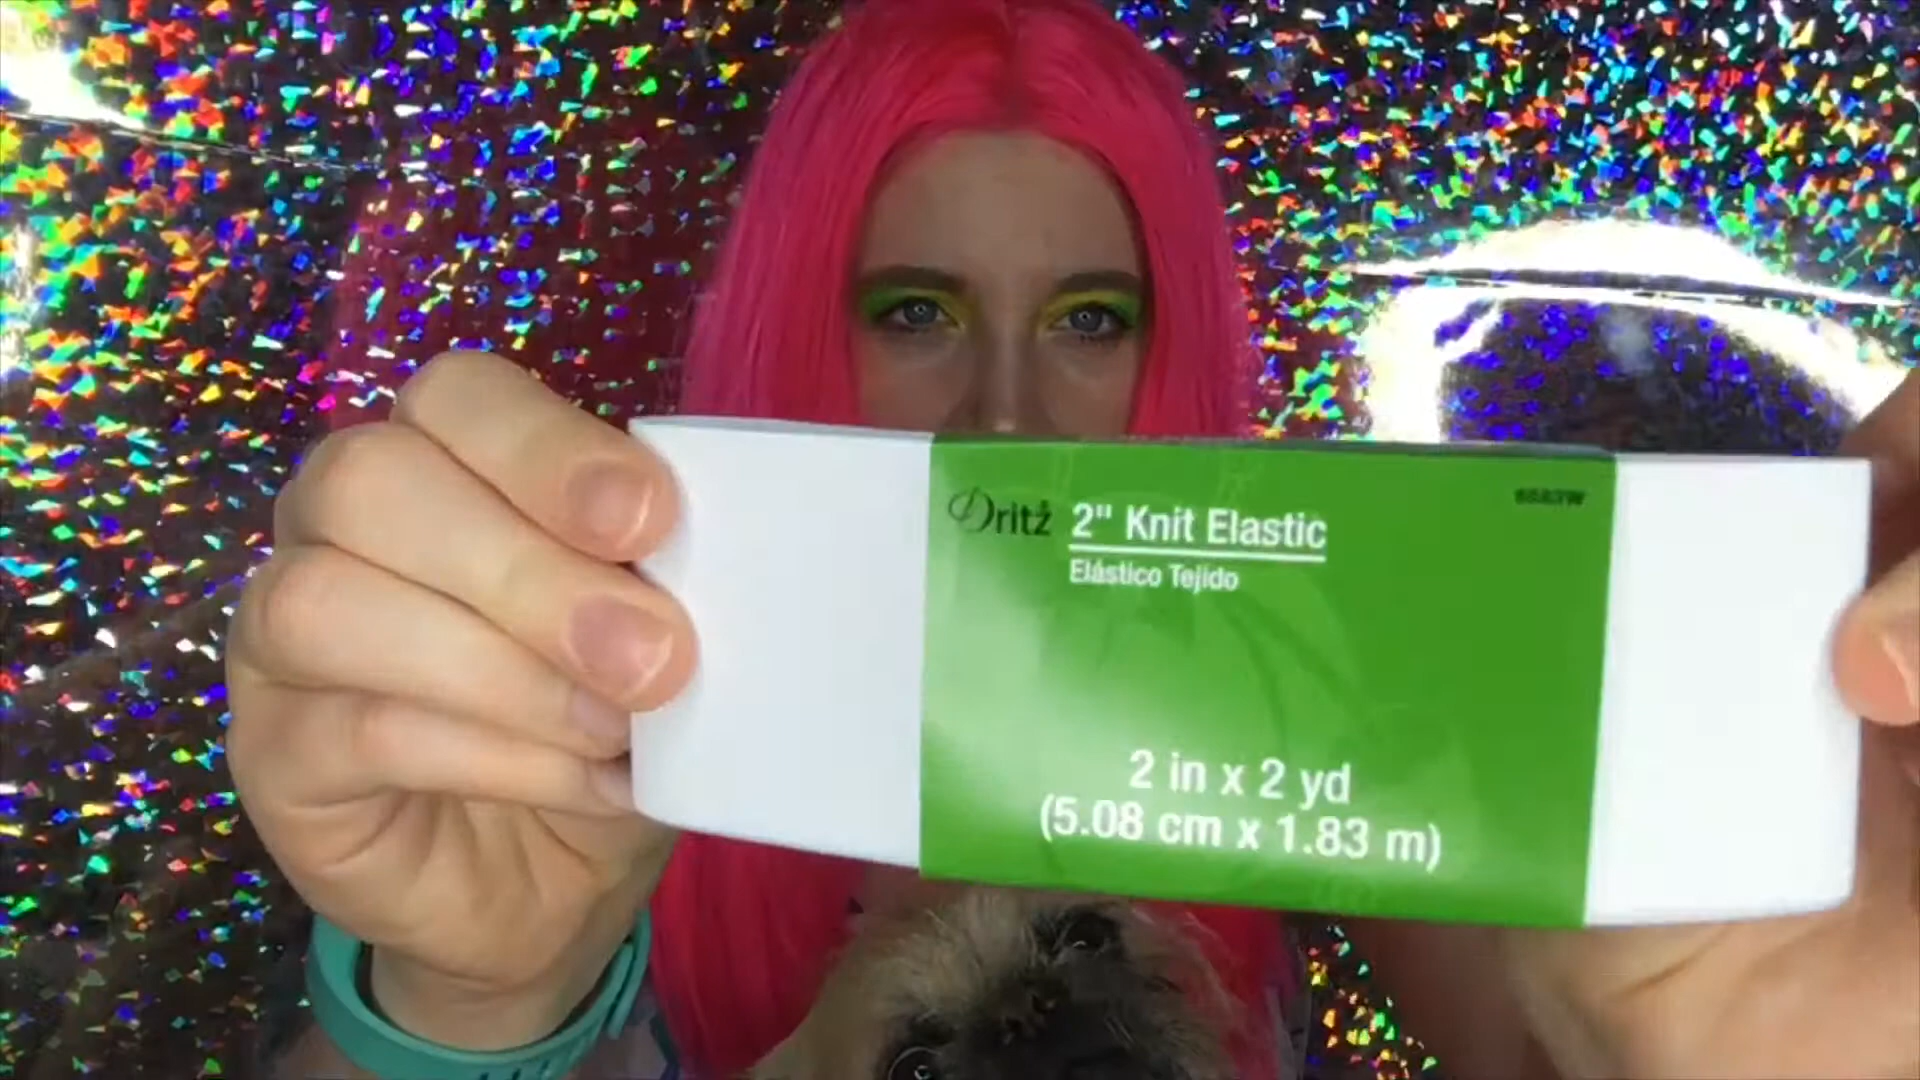 Dritz 2" Knit Elastic
Elástico Tejido
2 in x 2 yd
(5.08 cm x 1.83 m)